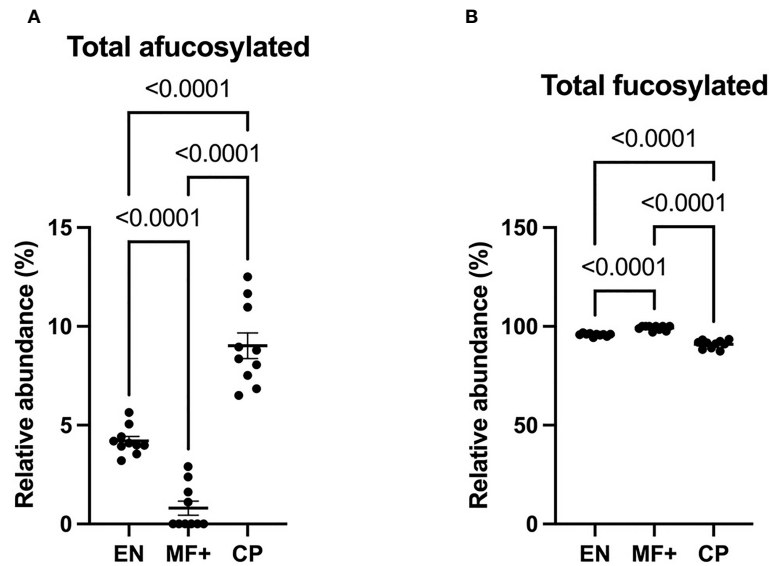 A
Total afucosylated
<0.0001
<0.0001
<0.0001
15
10
5
0
Relative abundance (%)
EN MF+ CP
B
Total fucosylated
<0.0001
<0.0001
<0.0001
150
100
50
0
Relative abundance (%)
EN MF+ CP